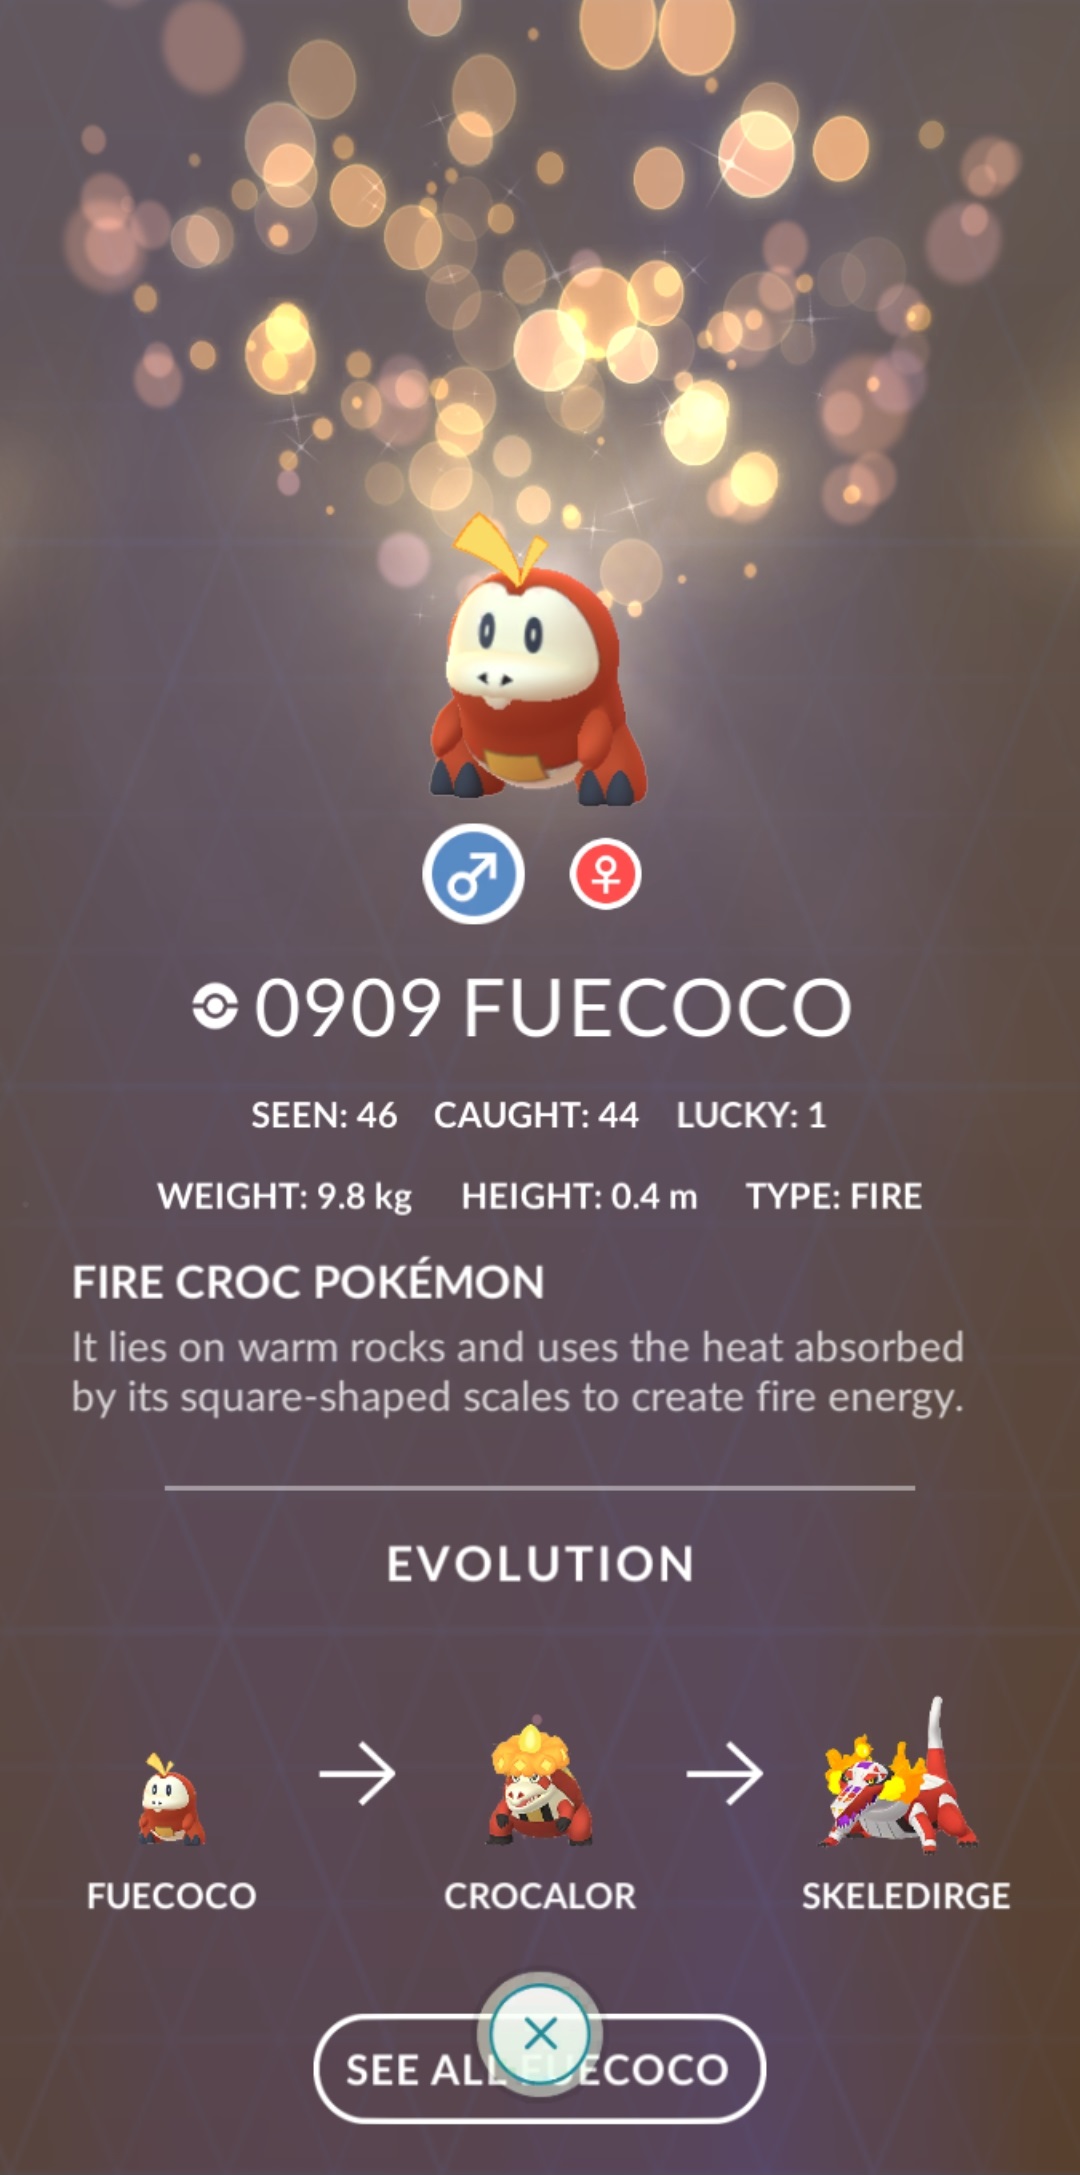 0909 FUECOCO
SEEN: 46 CAUGHT: 44 LUCKY: 1
WEIGHT: 9.8 kg HEIGHT: 0.4 m TYPE: FIRE
FIRE CROC POKÉMON
It lies on warm rocks and uses the heat absorbed
by its square-shaped scales to create fire energy.
EVOLUTION
FUECOCO CROCALOR SKELEDIRGE
SEE ALL FUECOCO